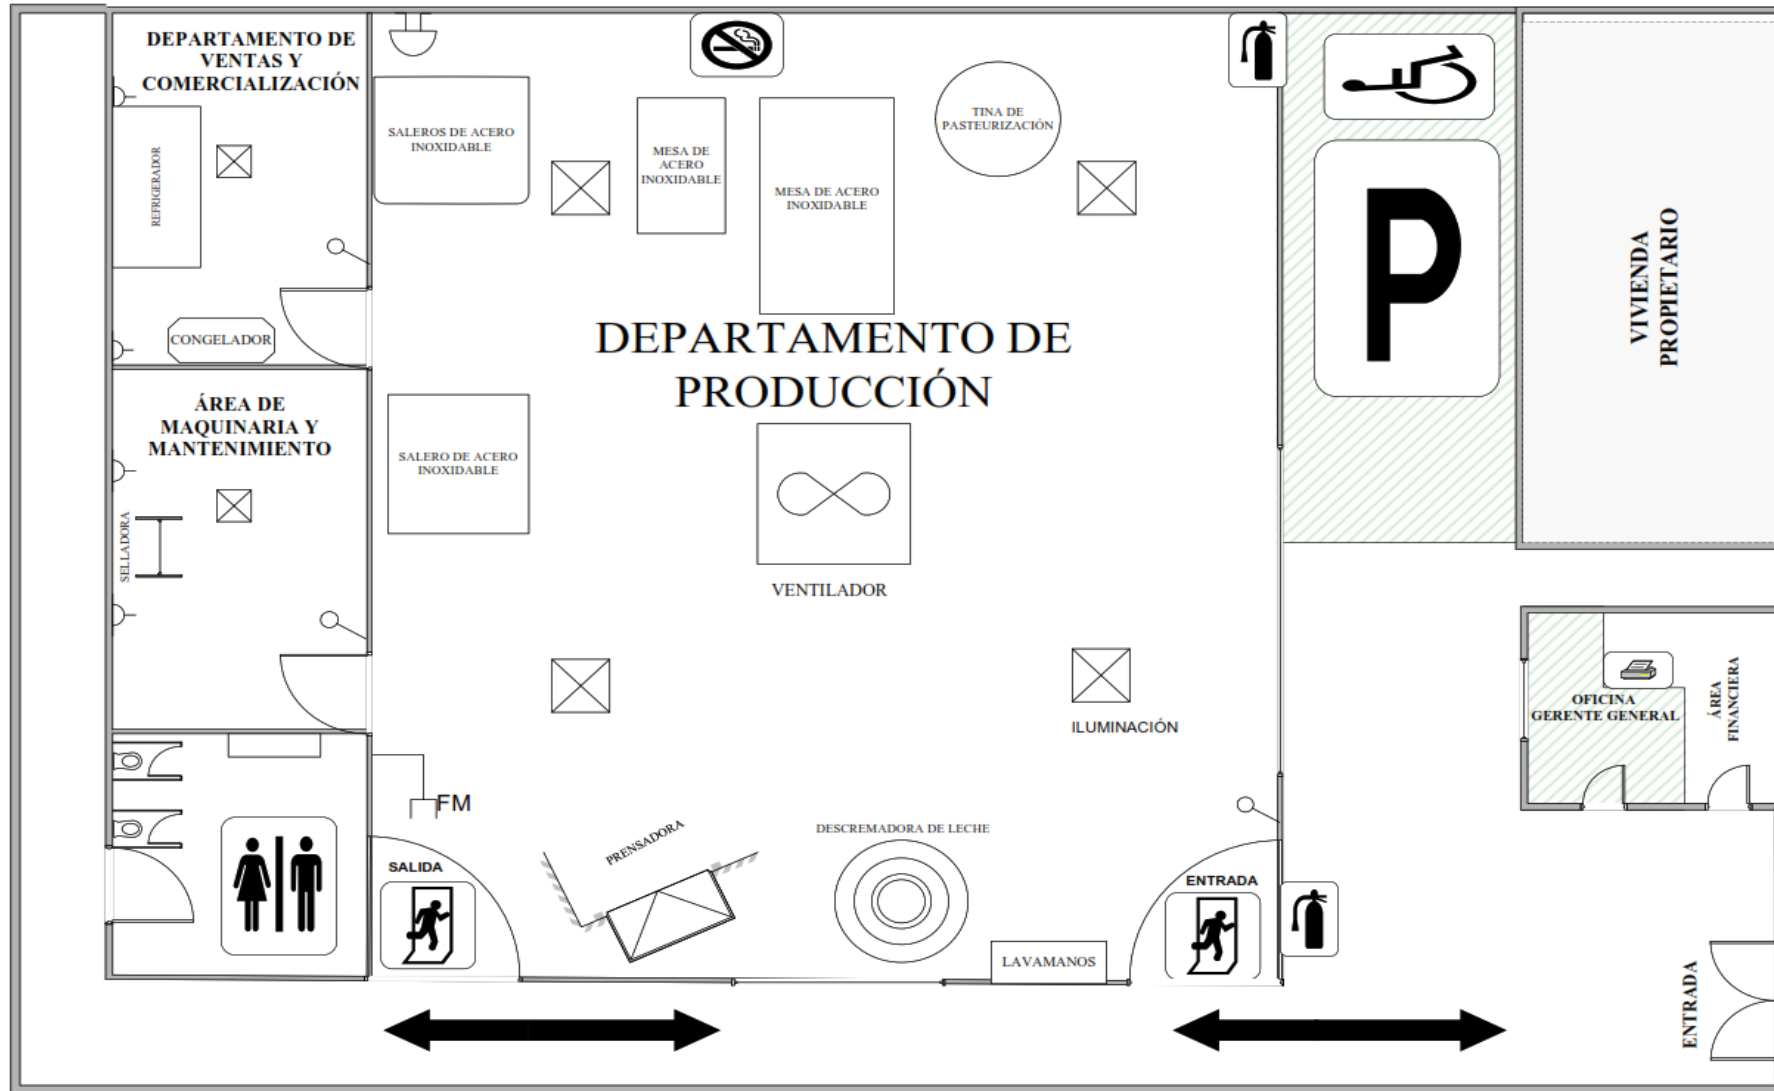 DEPARTAMENTO DE
VENTAS Y
COMERCIALIZACIÓN
REFRIGERADOR
CONGELADOR
SALEROS DE ACERO
INOXIDABLE
MESA DE
ACERO
INOXIDABLE
MESA DE ACERO
INOXIDABLE
TINA DE
PASTEURIZACIÓN
P
VIVIENDA
PROPIETARIO
DEPARTAMENTO DE
PRODUCCIÓN
ÁREA DE
MAQUINARIA Y
MANTENIMIENTO
SELLADORA
SALERO DE ACERO
INOXIDABLE
VENTILADOR
ILUMINACIÓN
OFICINA
GERENTE GENERAL
ÁREA
FINANCIERA
FM
PRENSADORA
DESCREMADORA DE LECHE
SALIDA
ENTRADA
LAVAMANOS
ENTRADA